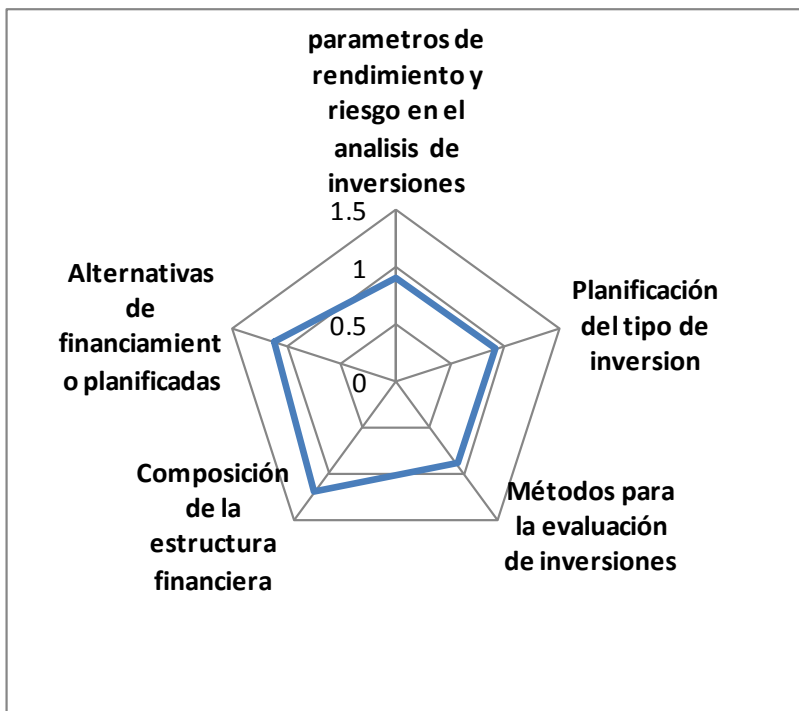 parametros de
rendimiento y
riesgo en el
analisis de
inversiones
1.5
1
0.5
0
Planificación
del tipo de
inversion
Métodos para
la evaluación
de inversiones
Composición
de la
estructura
financiera
Alternativas
de
financiamient
o planificadas